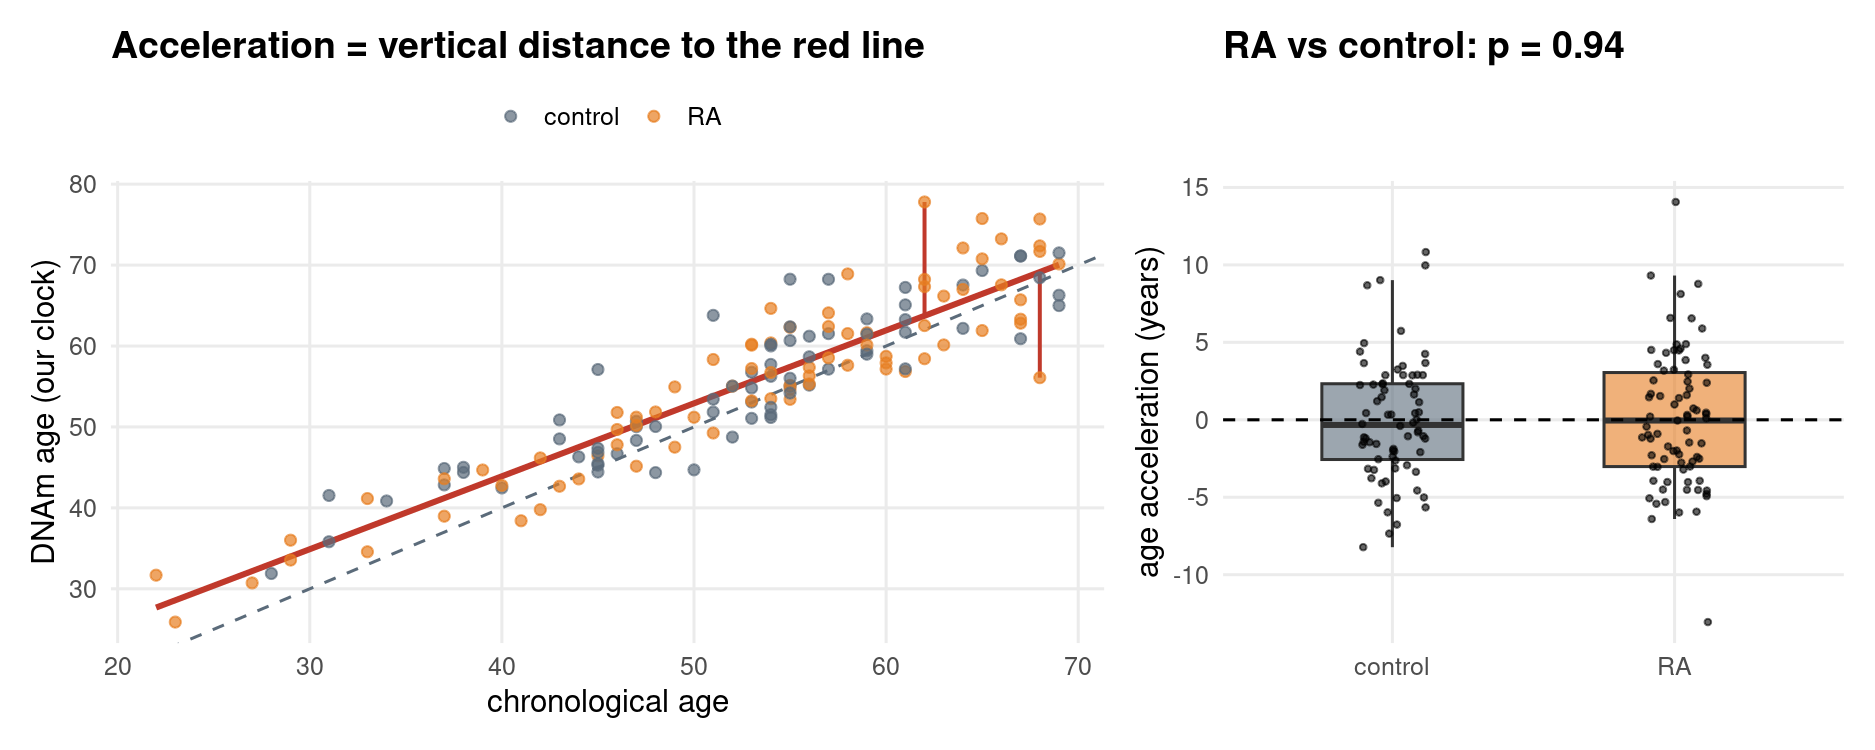 Acceleration = vertical distance to the red line
control RA
DNAm age (our clock)
80
70
60
50
40
30
20 30 40 50 60 70
chronological age
RA vs control: p = 0.94
age acceleration (years)
15
10
5
0
-5
-10
control RA